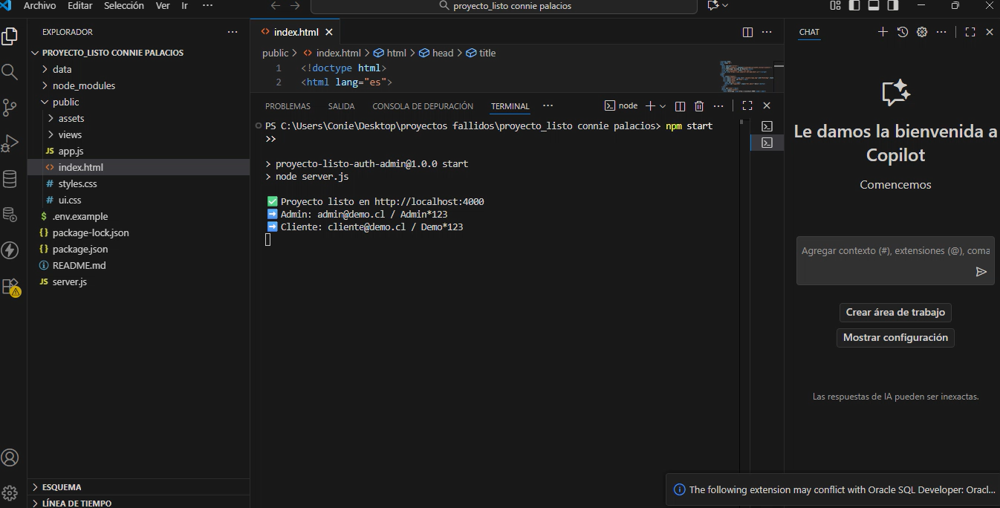 Archivo Editar Selección Ver Ir ···
proyecto_listo connie palacios
EXPLORADOR ···
PROYECTO_LISTO CONNIE PALACIOS
data
node_modules
public
assets
views
JS app.js
<> index.html
# styles.css
# ui.css
$ .env.example
{} package-lock.json
{} package.json
README.md
JS server.js
ESQUEMA
LÍNEA DE TIEMPO
<> index.html
public > <> index.html > html > head > title
1 <!doctype html>
2 <html lang="es">
PROBLEMAS SALIDA CONSOLA DE DEPURACIÓN TERMINAL ··· node
PS C:\Users\Conie\Desktop\proyectos fallidos\proyecto_listo connie palacios> npm start
>>
> proyecto-listo-auth-admin@1.0.0 start
> node server.js
✅ Proyecto listo en http://localhost:4000
➡️ Admin: admin@demo.cl / Admin*123
➡️ Cliente: cliente@demo.cl / Demo*123
CHAT
Le damos la bienvenida a
Copilot
Comencemos
Agregar contexto (#), extensiones (@), coma
Crear área de trabajo
Mostrar configuración
Las respuestas de IA pueden ser inexactas.
The following extension may conflict with Oracle SQL Developer: Oracl...